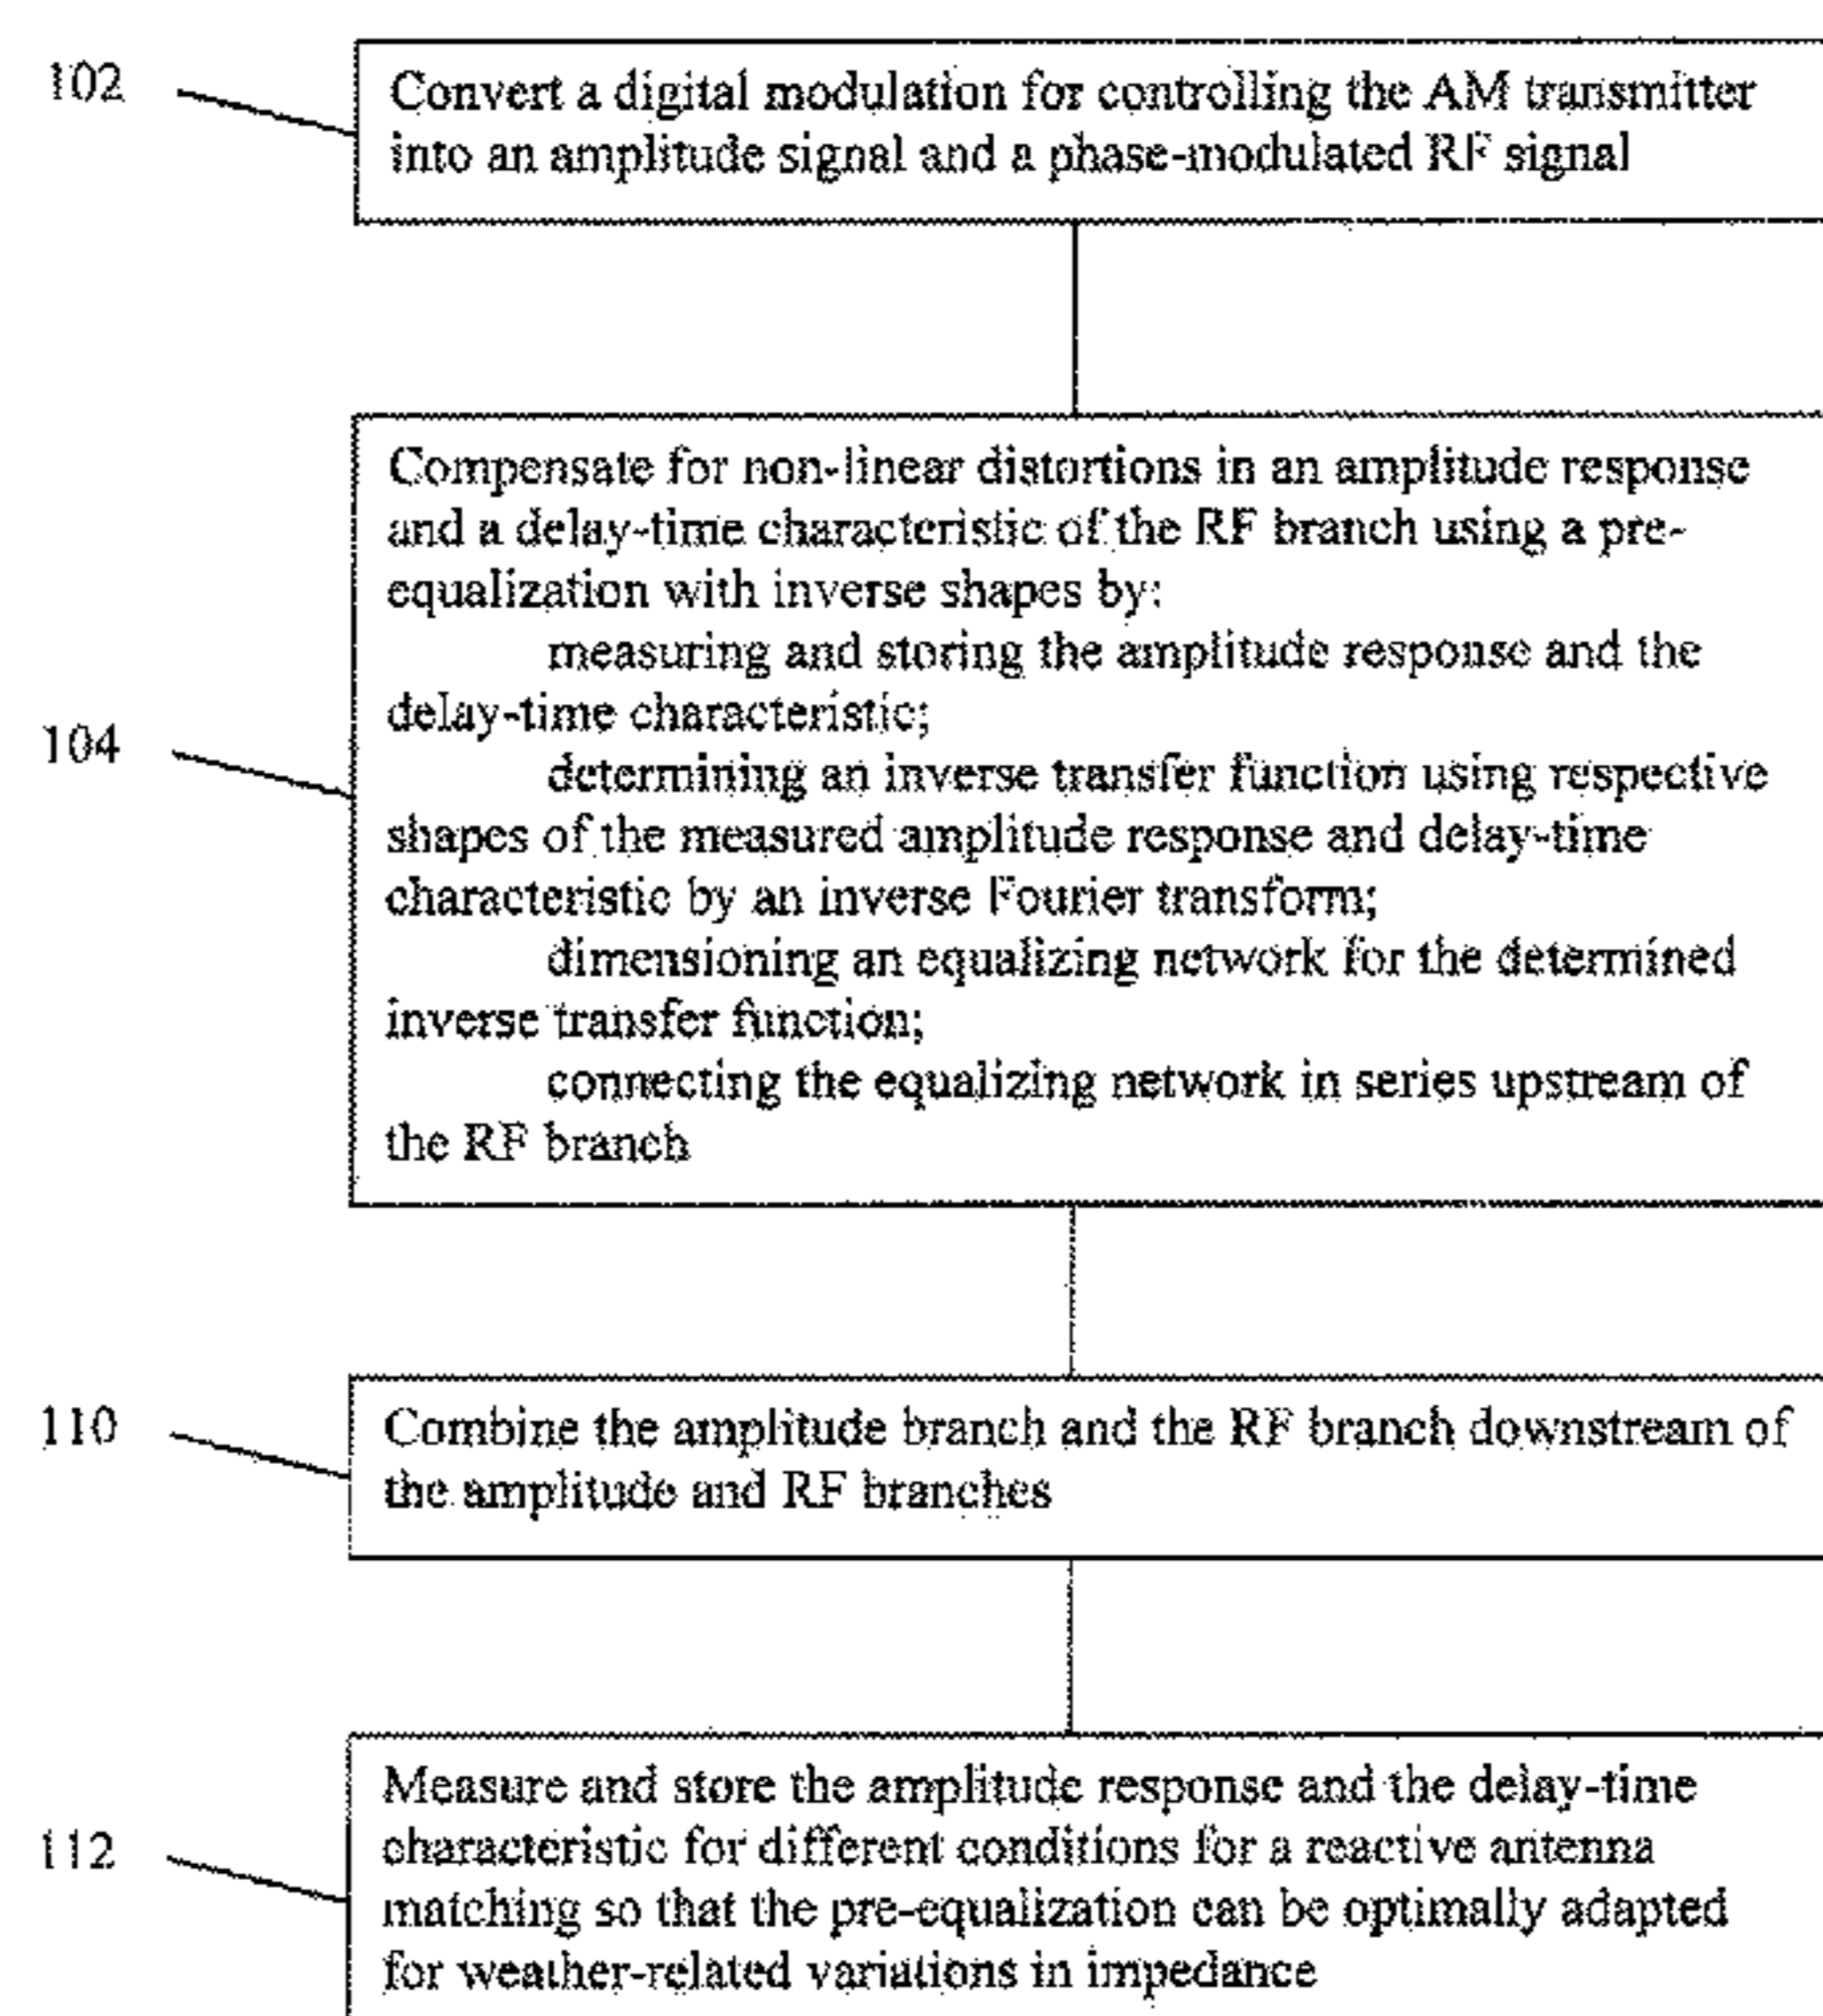 102
Convert a digital modulation for controlling the AM transmitter
into an amplitude signal and a phase-modulated RF signal
Compensate for non-linear distortions in an amplitude response
and a delay-time characteristic of the RF branch using a pre-
equalization with inverse shapes by:
measuring and storing the amplitude response and the
delay-time characteristic;
104
determining an inverse transfer function using respective
shapes of the measured amplitude response and delay-time
characteristic by an inverse Fourier transform;
dimensioning an equalizing network for the determined
inverse transfer function;
connecting the equalizing network in series upstream of
the RF branch
110
Combine the amplitude branch and the RF branch downstream of
the amplitude and RF branches
Measure and store the amplitude response and the delay-time
112
characteristic for different conditions for a reactive antenna
matching so that the pre-equalization can be optimally adapted
for weather-related variations in impedance